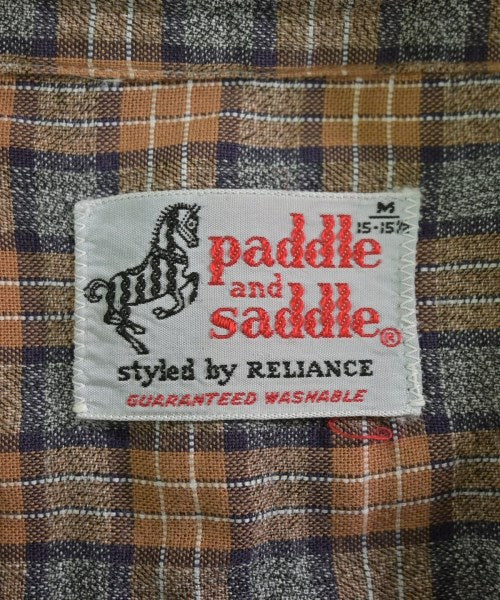 M
15-15½
paddle
and
saddle®
styled by RELIANCE
GUARANTEED WASHABLE